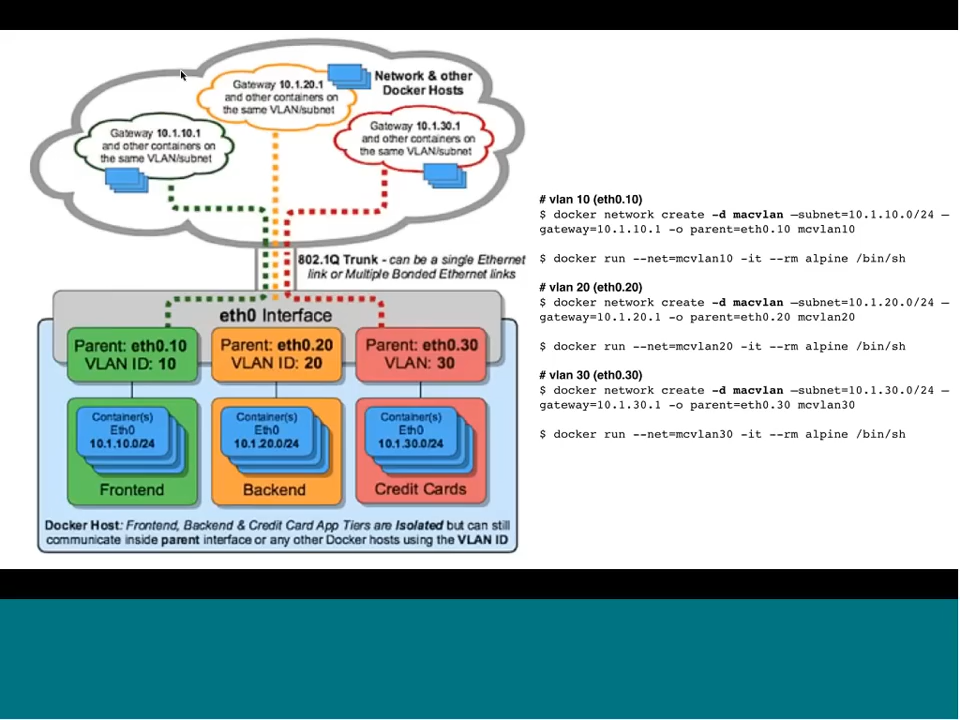 Network & other
Docker Hosts
Gateway 10.1.20.1
and other containers on
the same VLAN/subnet
Gateway 10.1.10.1
and other containers on
the same VLAN/subnet
Gateway 10.1.30.1
and other containers on
the same VLAN/subnet
802.1Q Trunk - can be a single Ethernet
link or Multiple Bonded Ethernet links
eth0 Interface
Parent: eth0.10
VLAN ID: 10
Parent: eth0.20
VLAN ID: 20
Parent: eth0.30
VLAN: 30
Container(s)
Eth0
10.1.10.0/24
Frontend
Container(s)
Eth0
10.1.20.0/24
Backend
Container(s)
Eth0
10.1.30.0/24
Credit Cards
Docker Host: Frontend, Backend & Credit Card App Tiers are Isolated but can still
communicate inside parent interface or any other Docker hosts using the VLAN ID
# vlan 10 (eth0.10)
$ docker network create -d macvlan —subnet=10.1.10.0/24 —
gateway=10.1.10.1 -o parent=eth0.10 mcvlan10
$ docker run --net=mcvlan10 -it --rm alpine /bin/sh
# vlan 20 (eth0.20)
$ docker network create -d macvlan —subnet=10.1.20.0/24 —
gateway=10.1.20.1 -o parent=eth0.20 mcvlan20
$ docker run --net=mcvlan20 -it --rm alpine /bin/sh
# vlan 30 (eth0.30)
$ docker network create -d macvlan —subnet=10.1.30.0/24 —
gateway=10.1.30.1 -o parent=eth0.30 mcvlan30
$ docker run --net=mcvlan30 -it --rm alpine /bin/sh